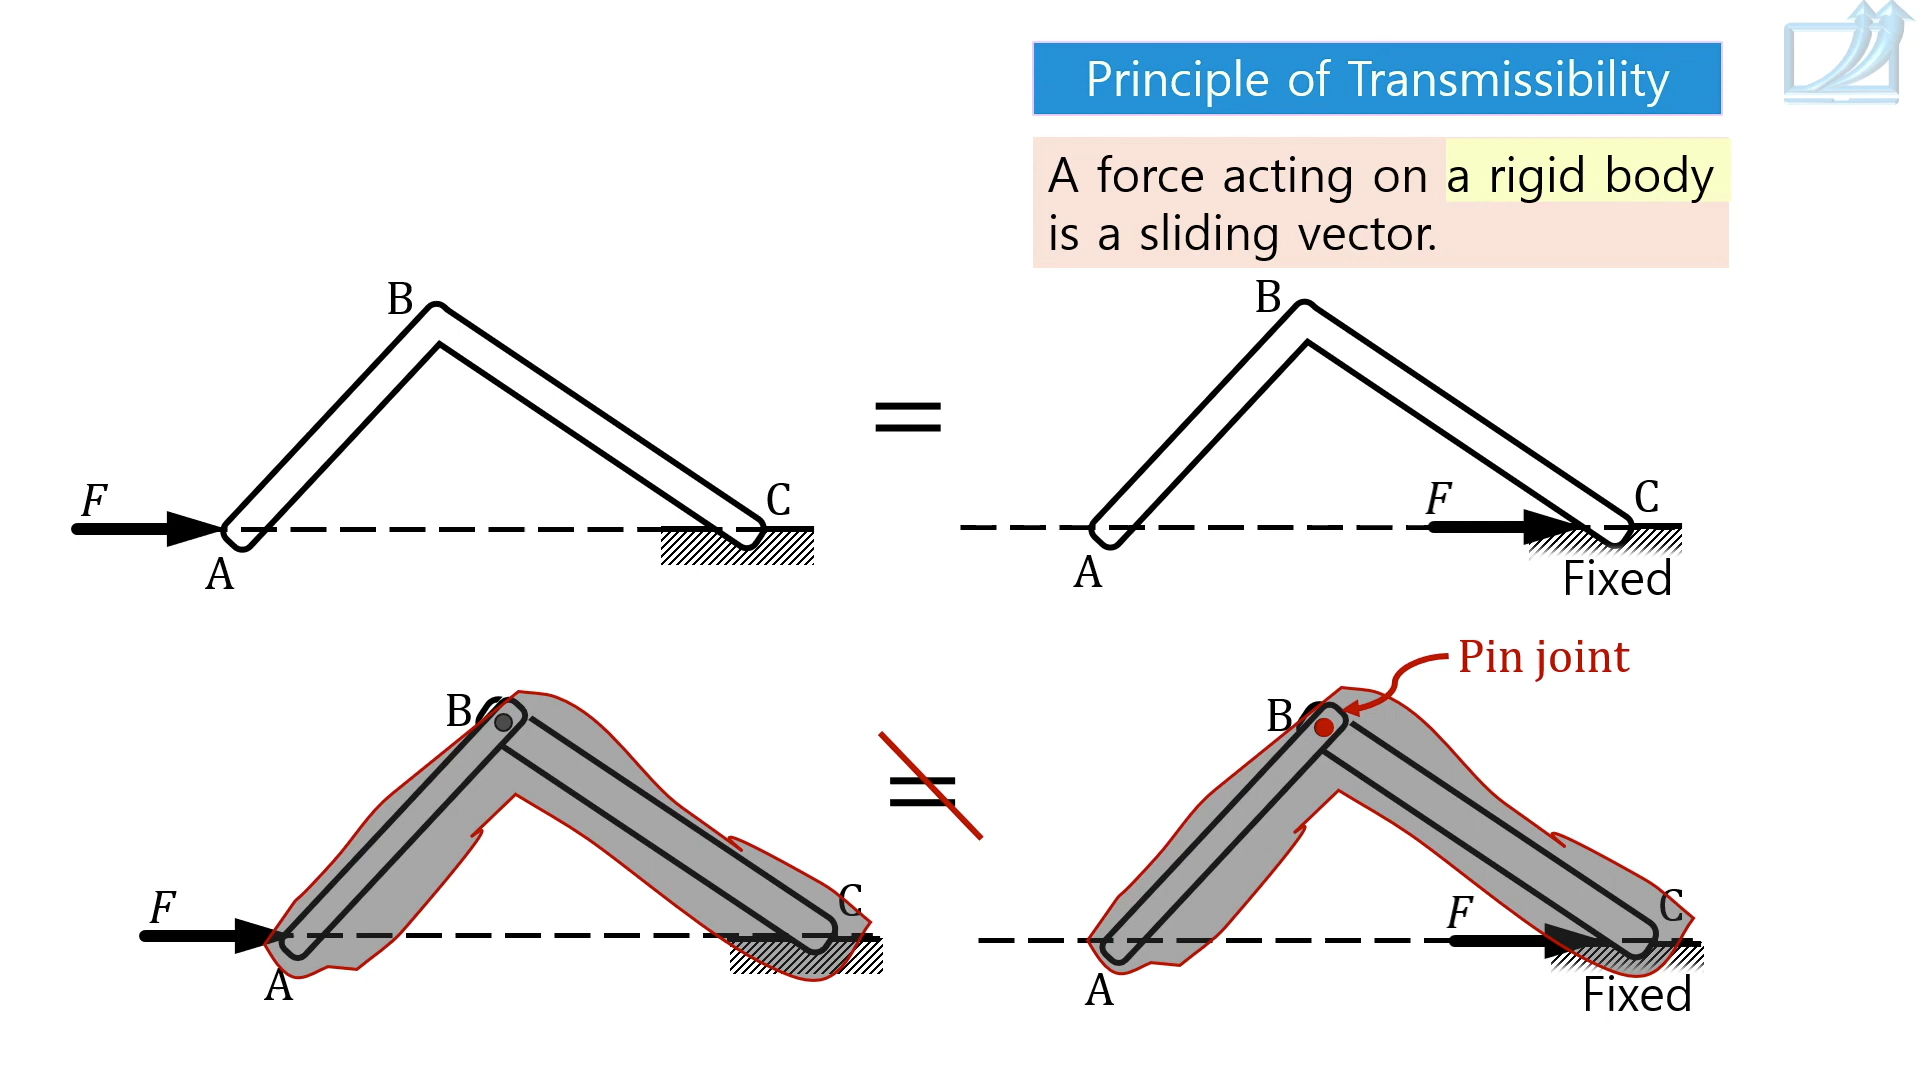 Principle of Transmissibility
A force acting on a rigid body
is a sliding vector.
B
B
F
C
F
C
A
A
Fixed
Pin joint
B
B
F
C
F
C
A
A
Fixed